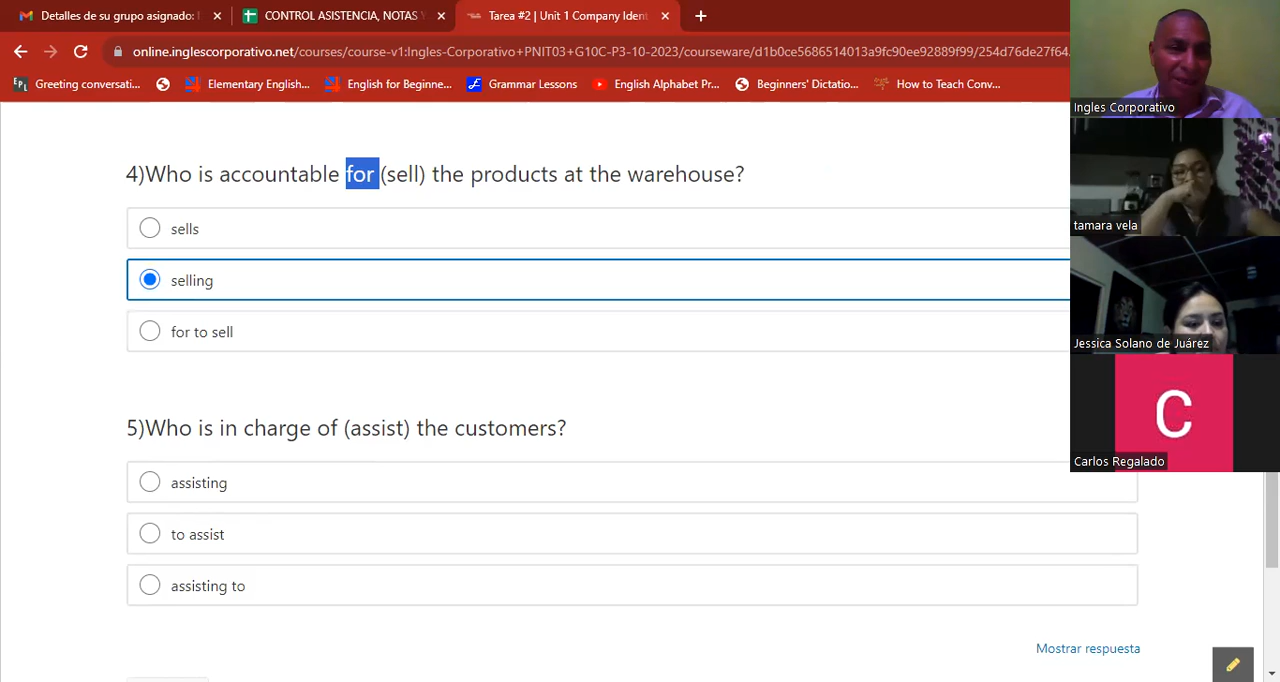 Detalles de su grupo asignado:
CONTROL ASISTENCIA, NOTAS Y
Tarea #2 | Unit 1 Company Iden
online.inglescorporativo.net/courses/course-v1:Ingles-Corporativo+PNIT03+G10C-P3-10-2023/courseware/d1b0ce5686514013a9fc90ee92889f99/254d76de27f64
Greeting conversati...
Elementary English...
English for Beginne...
Grammar Lessons
English Alphabet Pr...
Beginners' Dictatio...
How to Teach Conv...
Ingles Corporativo
4)Who is accountable for (sell) the products at the warehouse?
tamara vela
sells
selling
for to sell
Jessica Solano de Juárez
5)Who is in charge of (assist) the customers?
C
Carlos Regalado
assisting
to assist
assisting to
Mostrar respuesta